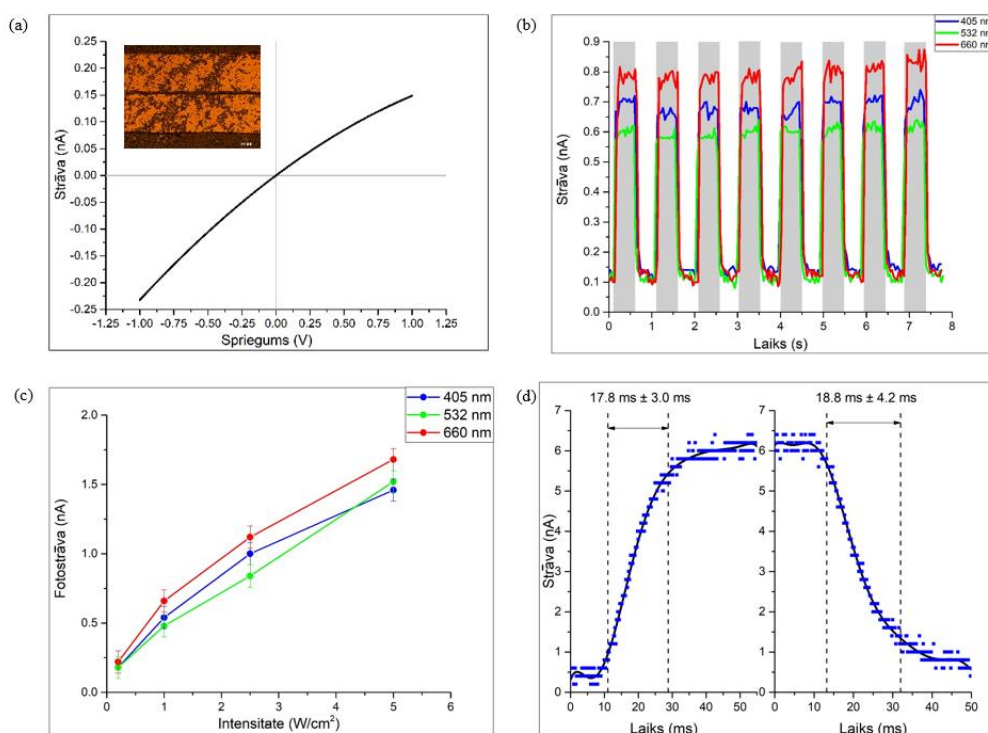 (a)
Strāva (nA)
0.25
0.20
0.15
0.10
0.05
0.00
-0.05
-0.10
-0.15
-0.20
-0.25
-1.25 -1.00 -0.75 -0.50 -0.25 0.00 0.25 0.50 0.75 1.00 1.25
Spriegums (V)
(b)
405 nm
532 nm
660 nm
Strāva (nA)
0.9
0.8
0.7
0.6
0.5
0.4
0.3
0.2
0.1
0.0
0 1 2 3 4 5 6 7 8
Laiks (s)
(c)
405 nm
532 nm
660 nm
Fotostrāva (nA)
2.0
1.5
1.0
0.5
0.0
0 1 2 3 4 5 6
Intensitate (W/cm²)
(d)
17.8 ms ± 3.0 ms
18.8 ms ± 4.2 ms
Strāva (nA)
7
6
5
4
3
2
1
0
0 10 20 30 40 50
Laiks (ms)
7
6
5
4
3
2
1
0
0 10 20 30 40 50
Laiks (ms)